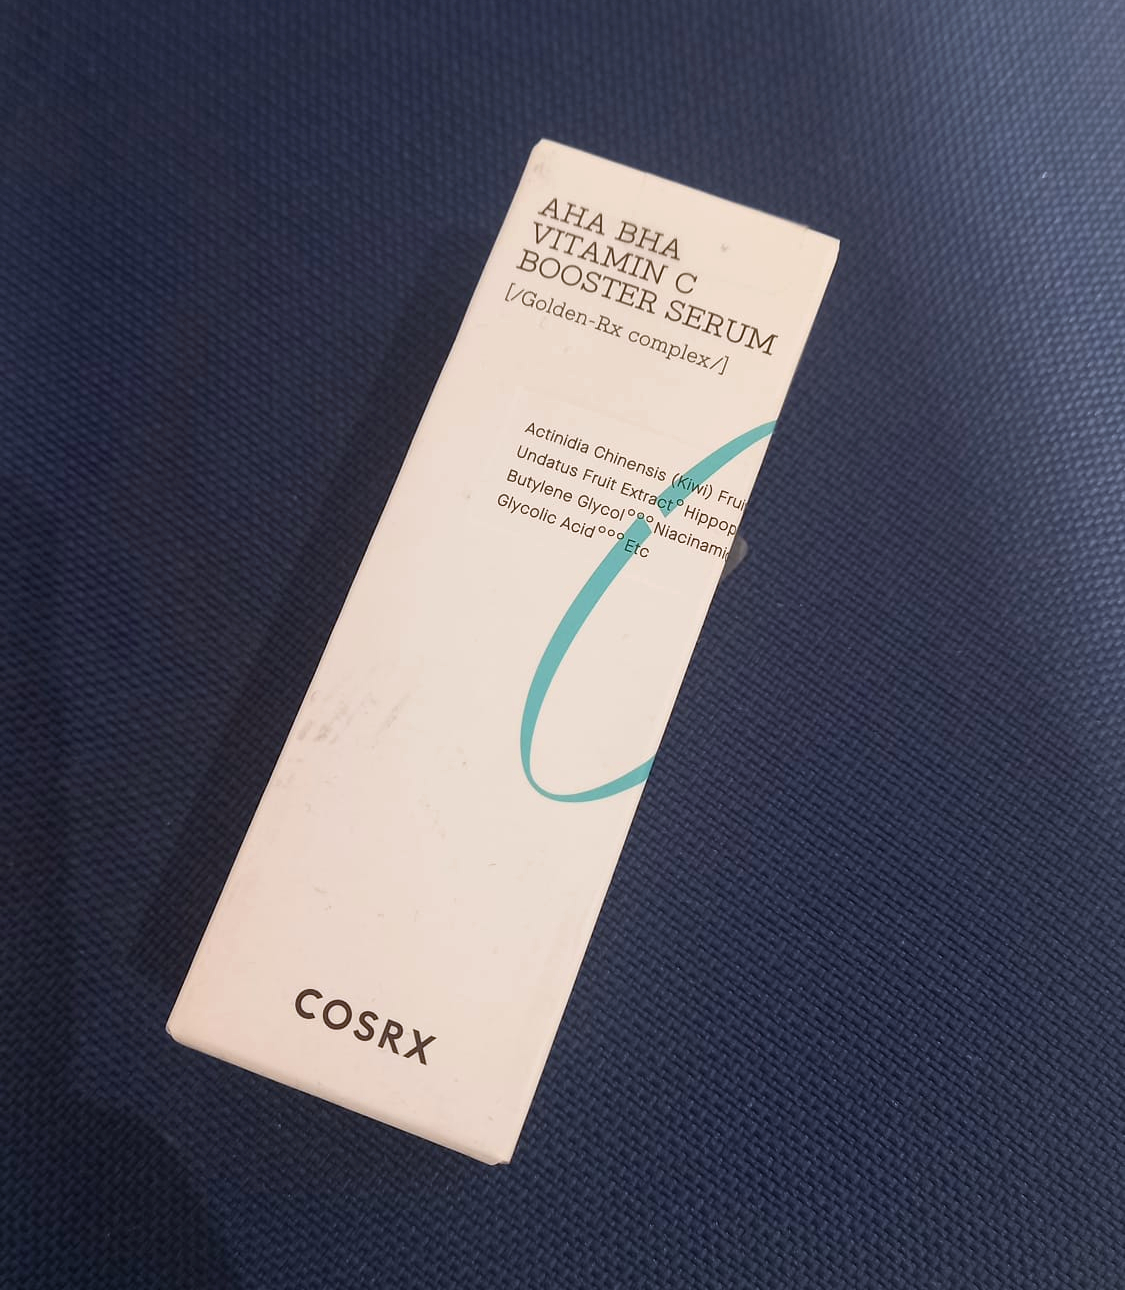 AHA BHA
VITAMIN C
BOOSTER SERUM
[/Golden-Rx complex/]
Actinidia Chinensis (Kiwi) Frui
Undatus Fruit Extract°Hippop
Butylene Glycol°°°Niacinami
Glycolic Acid°°°Etc
COSRX